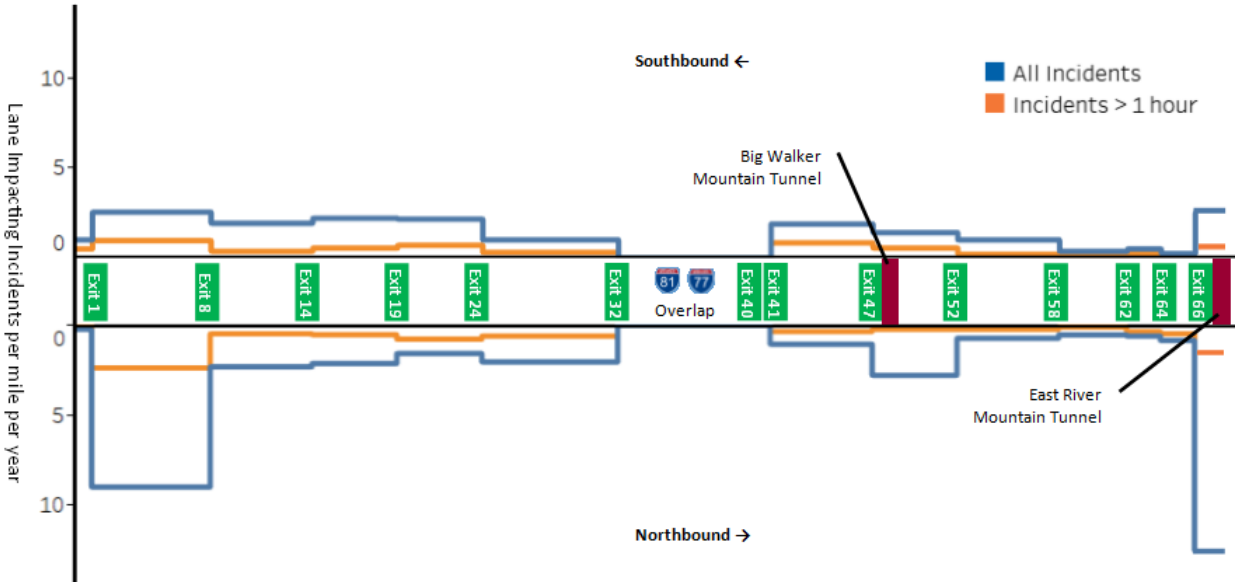 Southbound ←
All Incidents
Incidents > 1 hour
Big Walker
Mountain Tunnel
Lane Impacting Incidents per mile per year
10
5
0
Exit 1
Exit 8
Exit 14
Exit 19
Exit 24
Exit 32
81
77
Overlap
Exit 40
Exit 41
Exit 47
Exit 52
Exit 58
Exit 62
Exit 64
Exit 66
0
5
10
East River
Mountain Tunnel
Northbound →